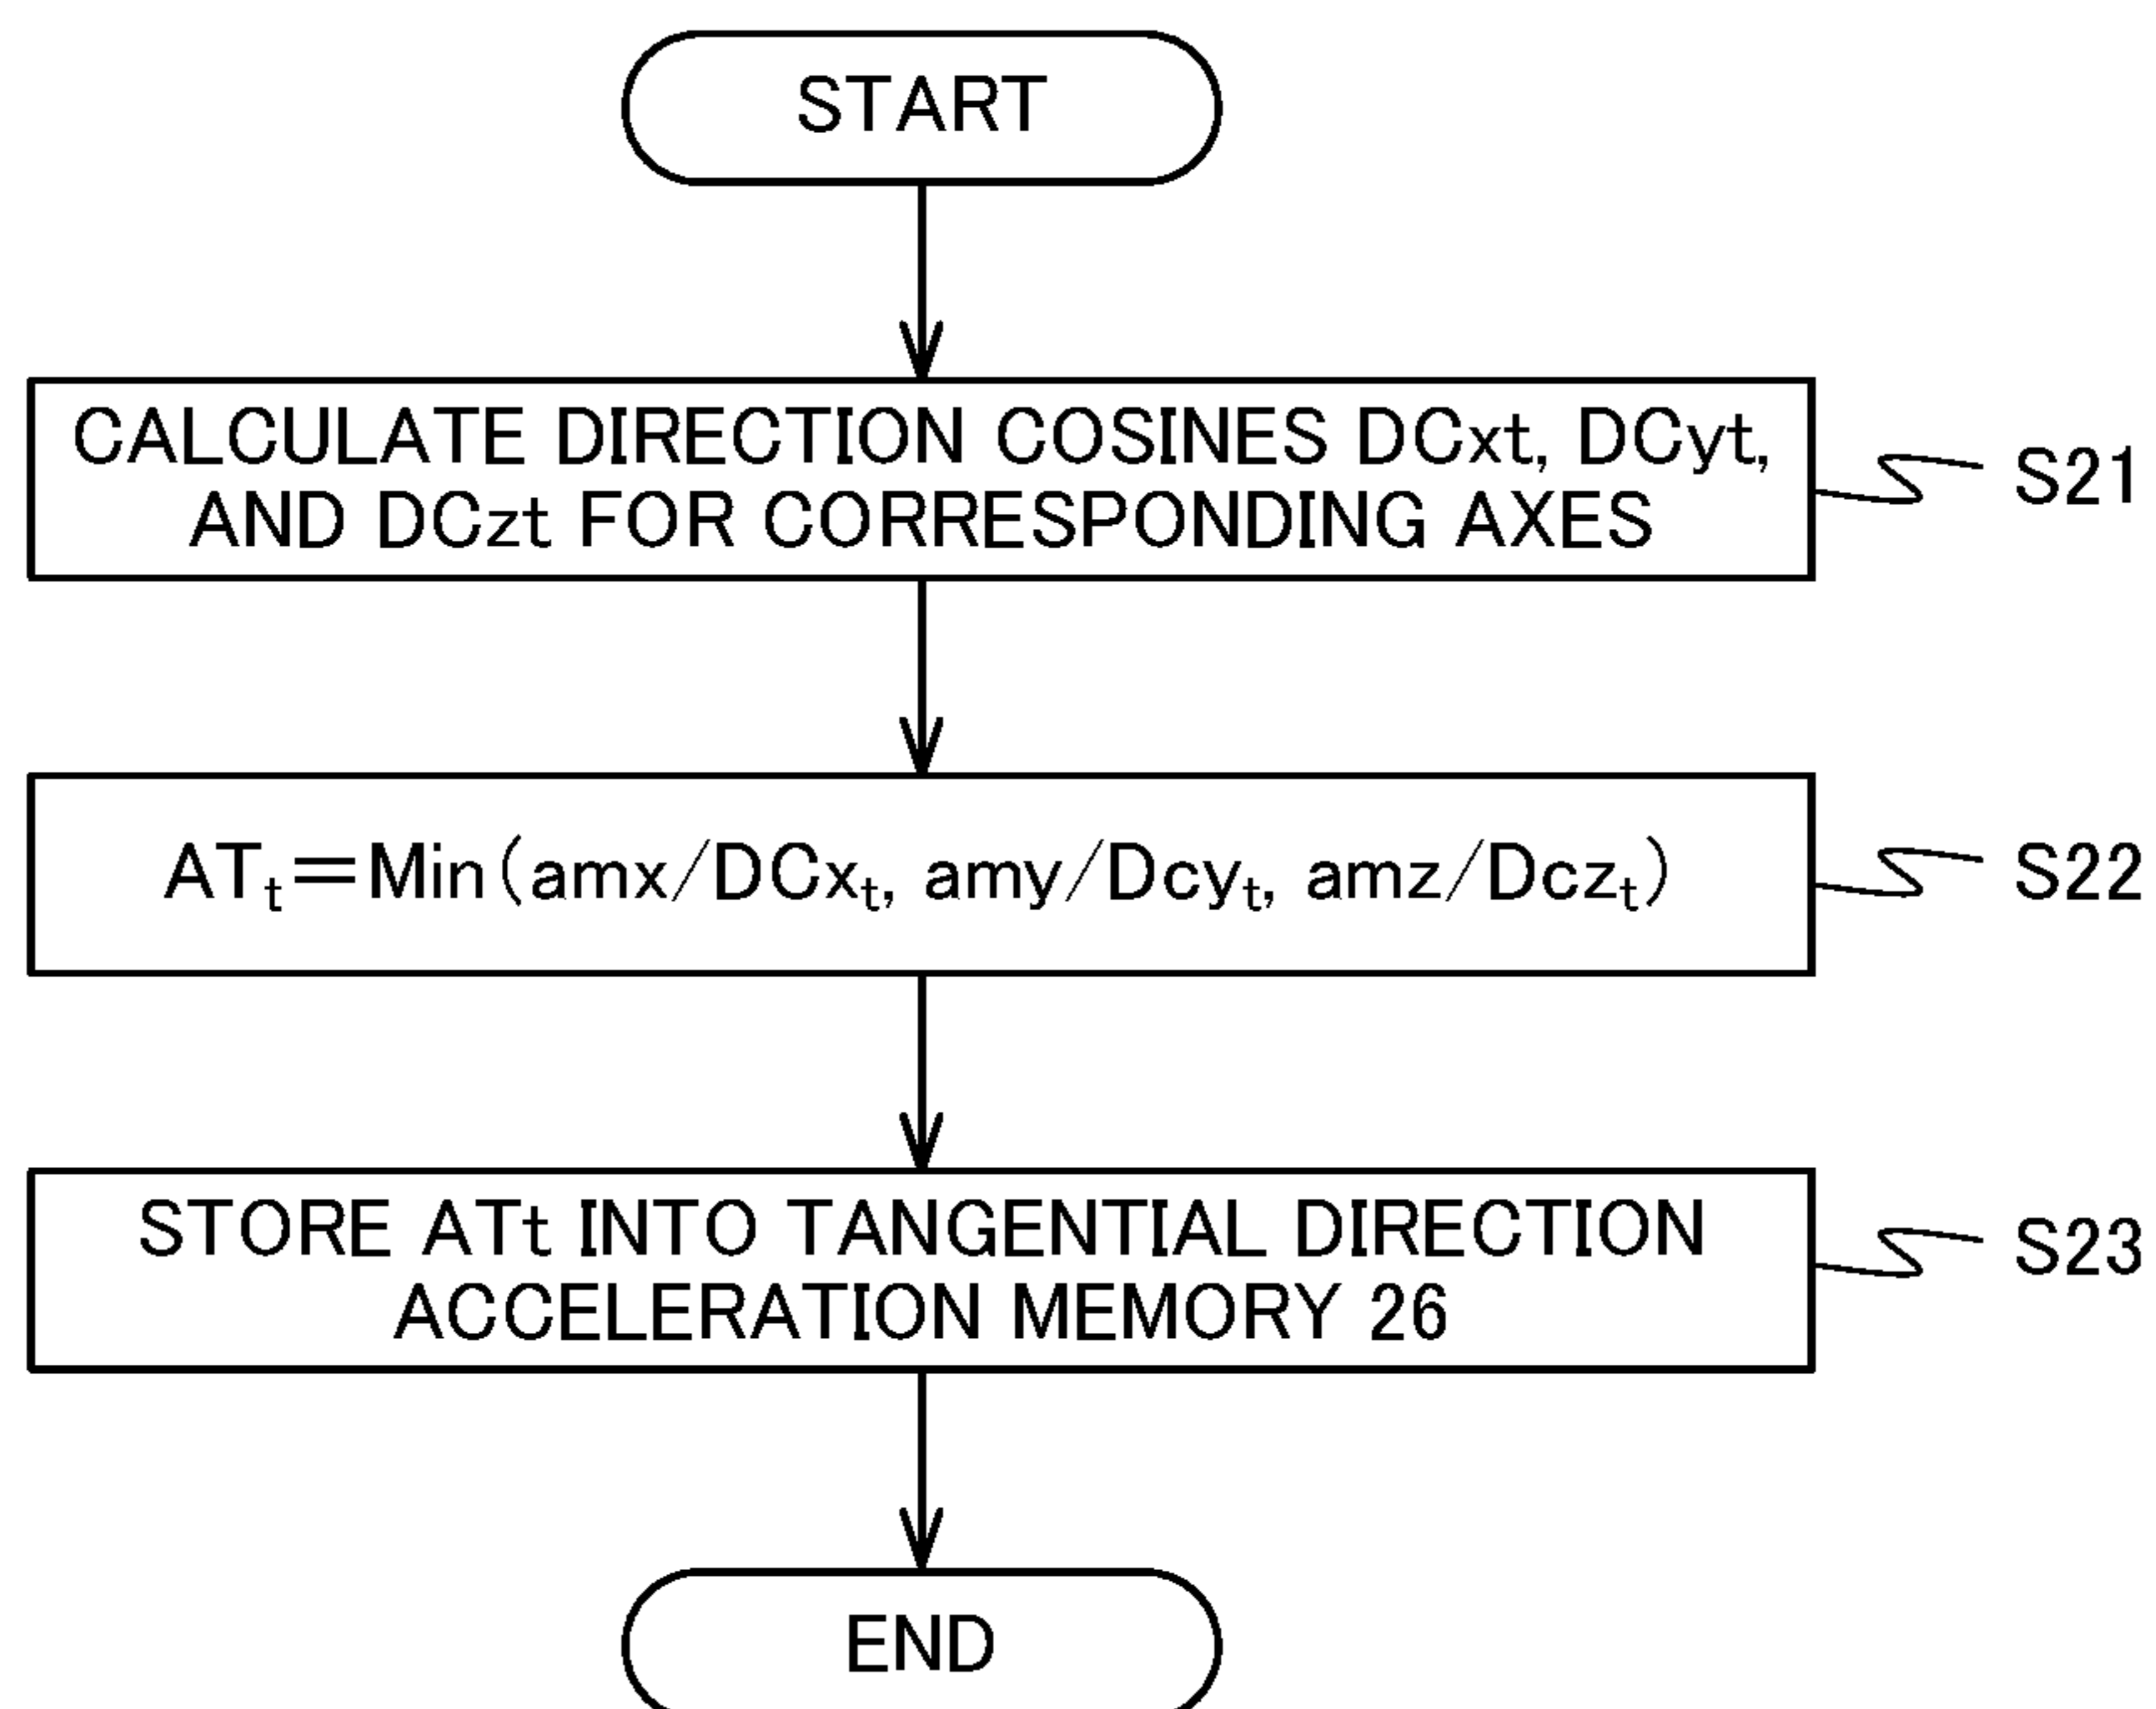 START
CALCULATE DIRECTION COSINES DCxt, DCyt,
AND DCzt FOR CORRESPONDING AXES
S21
ATₜ=Min(amx/DCxₜ, amy/Dcyₜ, amz/Dczₜ)
S22
STORE ATt INTO TANGENTIAL DIRECTION
ACCELERATION MEMORY 26
S23
END